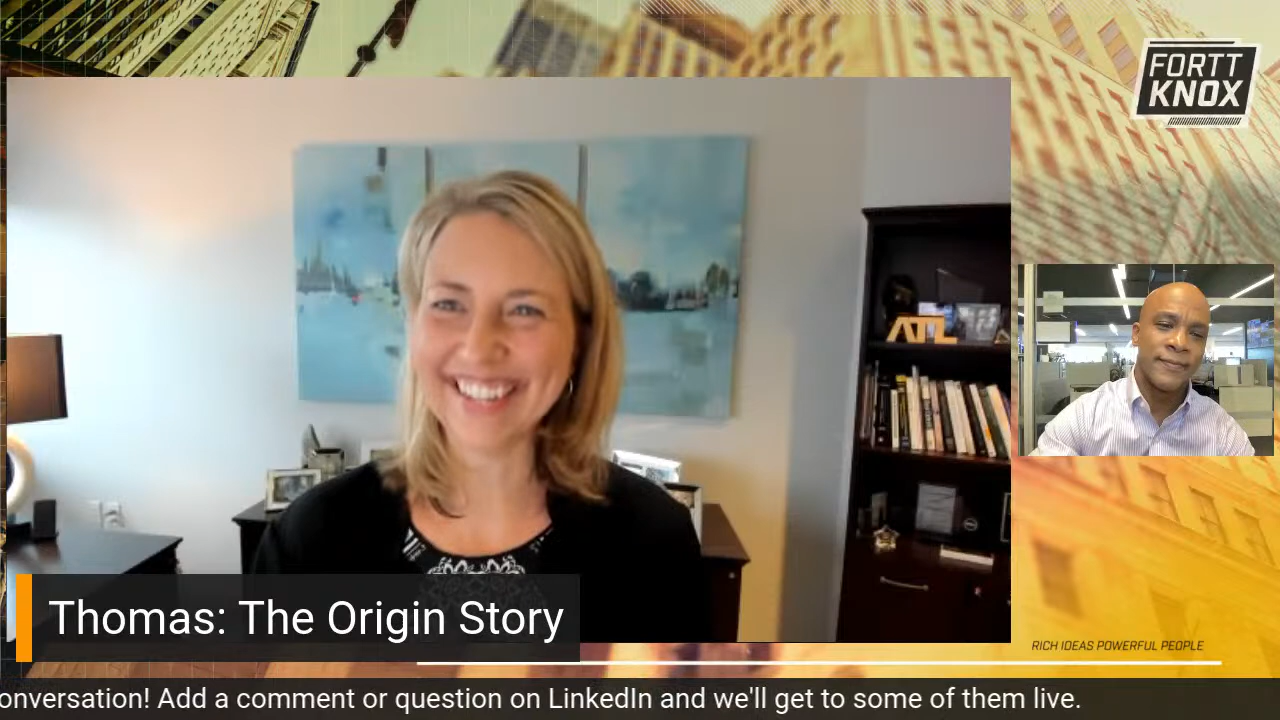 FORTT
KNOX
ATL
Thomas: The Origin Story
RICH IDEAS POWERFUL PEOPLE
onversation! Add a comment or question on LinkedIn and we'll get to some of them live.